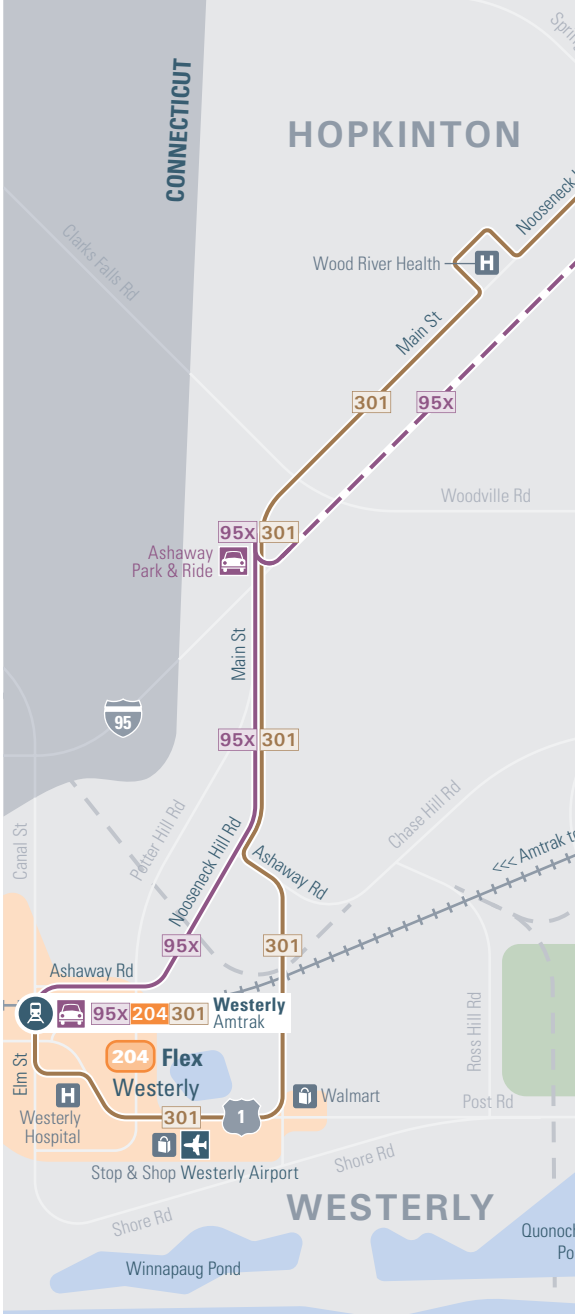 Spring
CONNECTICUT
HOPKINTON
Nooseneck
Clarks Falls Rd
Wood River Health
H
Main St
301
95x
Woodville Rd
95x 301
Ashaway
Park & Ride
Main St
95
95x 301
Canal St
Potter Hill Rd
Nooseneck Hill Rd
Chase Hill Rd
Ashaway Rd
<<< Amtrak to
95x
301
Ashaway Rd
95x 204 301
Westerly
Amtrak
Elm St
Ross Hill Rd
204 Flex
Westerly
H
Westerly
Hospital
301
1
Walmart
Post Rd
Stop & Shop
Westerly Airport
Shore Rd
WESTERLY
Shore Rd
Winnapaug Pond